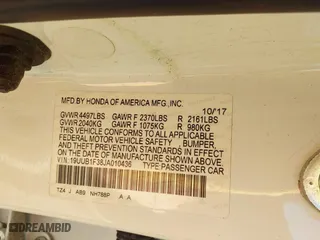 MFD BY HONDA OF AMERICA MFG., INC.
10/17
GVWR 4497LBS GAWR F 2370LBS R 2161LBS
GVWR 2040KG GAWR F 1075KG R 980KG
THIS VEHICLE CONFORMS TO ALL APPLICABLE
FEDERAL MOTOR VEHICLE SAFETY, BUMPER,
AND THEFT PREVENTION STANDARDS IN EFFECT
ON THE DATE OF MANUFACTURE SHOWN ABOVE.
VIN: 19UUB1F38JA010436 TYPE:PASSENGER CAR
TZ4 J ABB NH788P A A